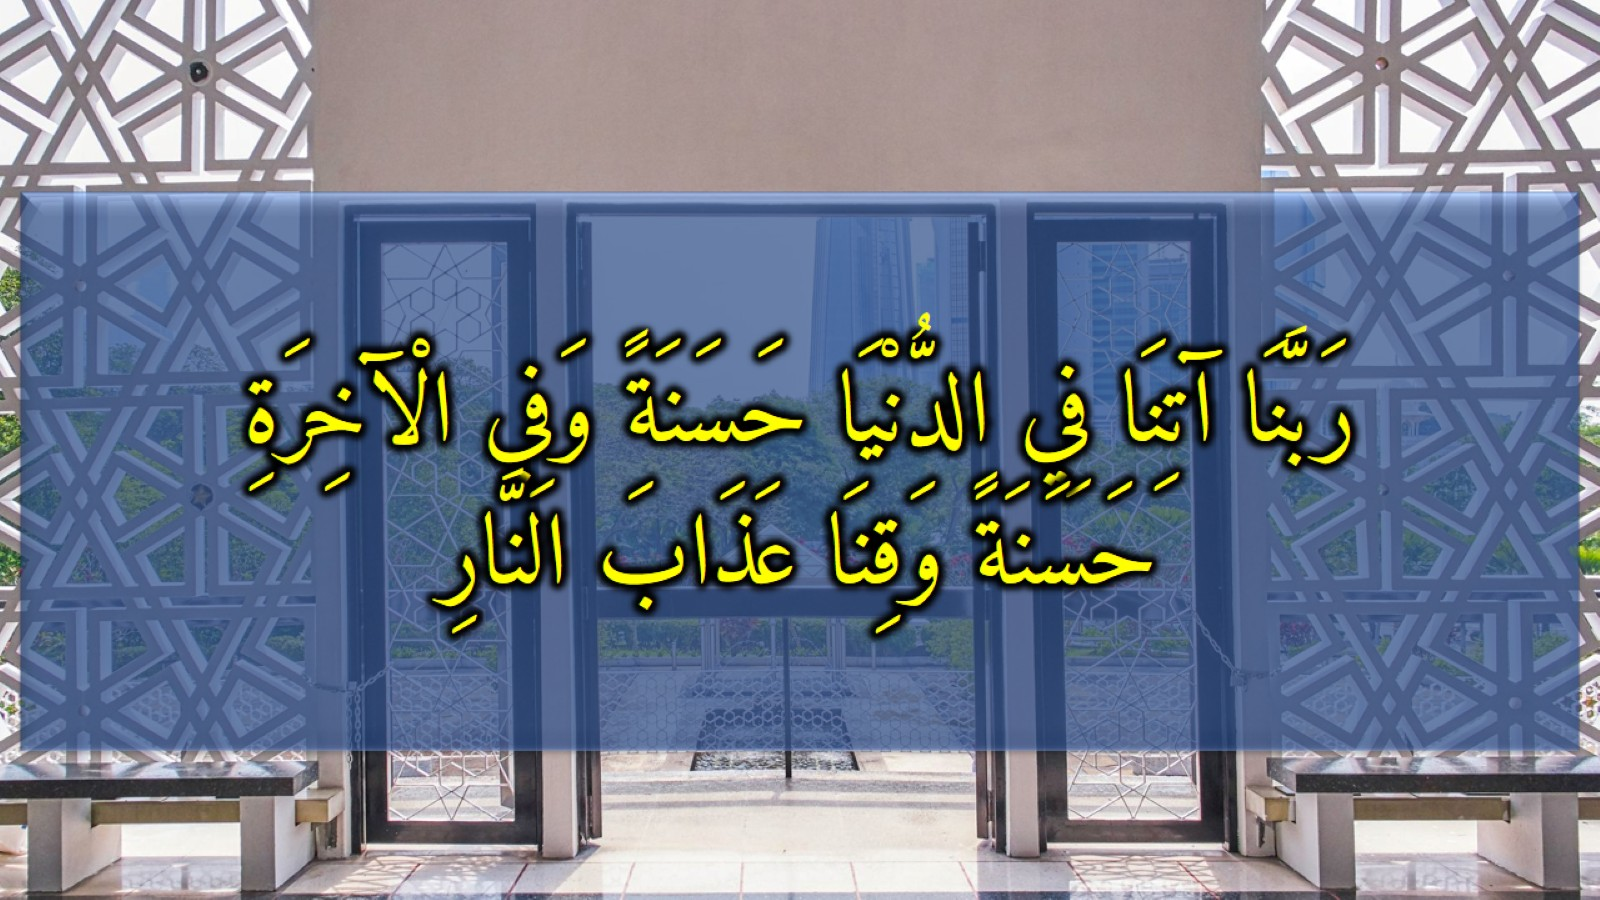 رَبَّنَا آتِنَا فِي الدُّنْيَا حَسَنَةً وَفِي الْآخِرَةِ
حَسَنَةً وَقِنَا عَذَابَ النَّارِ